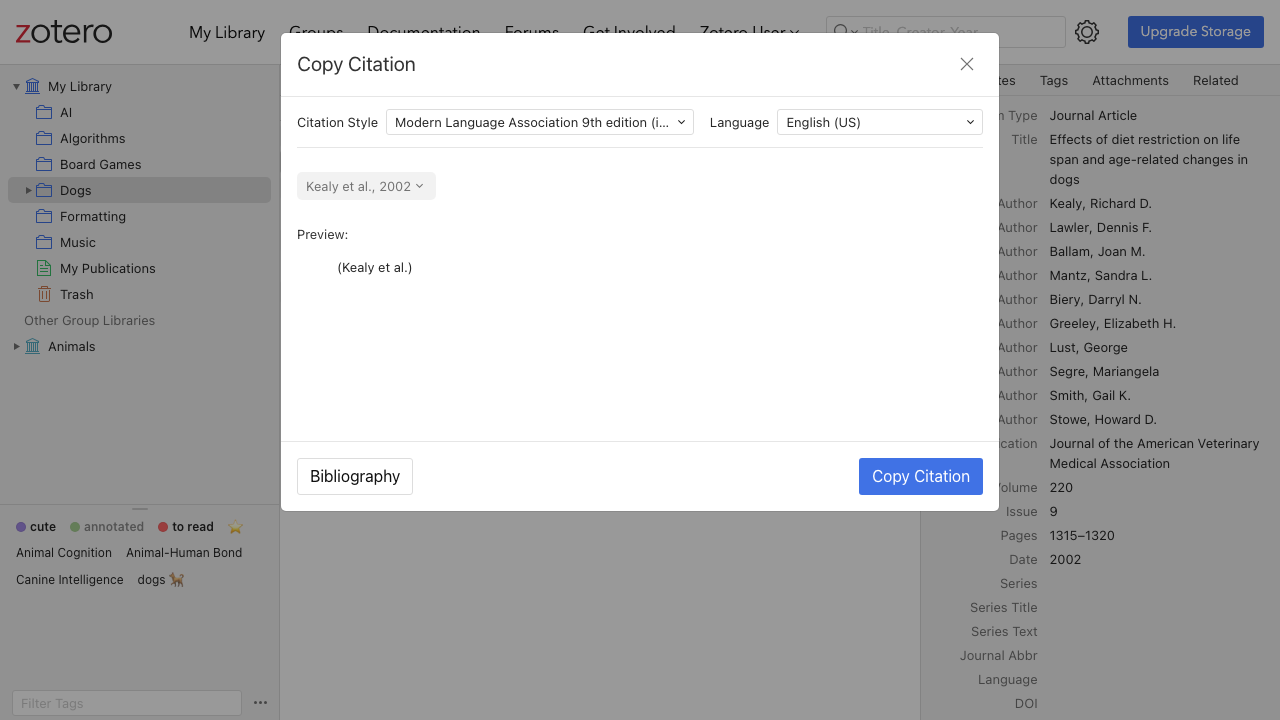 zotero
My Library
Groups
Documentation
Forums
Get Involved
Zotero User
Title, Creator, Year
Upgrade Storage
My Library
AI
Algorithms
Board Games
Dogs
Formatting
Music
My Publications
Trash
Other Group Libraries
Animals
cute annotated to read
Animal Cognition Animal-Human Bond
Canine Intelligence dogs
Filter Tags
Copy Citation
Citation Style Modern Language Association 9th edition (i... Language English (US)
Kealy et al., 2002
Preview:
(Kealy et al.)
Bibliography Copy Citation
Tags Attachments Related
Type Journal Article
Title Effects of diet restriction on life
span and age-related changes in
dogs
Author Kealy, Richard D.
Author Lawler, Dennis F.
Author Ballam, Joan M.
Author Mantz, Sandra L.
Author Biery, Darryl N.
Author Greeley, Elizabeth H.
Author Lust, George
Author Segre, Mariangela
Author Smith, Gail K.
Author Stowe, Howard D.
Journal of the American Veterinary
Medical Association
Volume 220
Issue 9
Pages 1315–1320
Date 2002
Series
Series Title
Series Text
Journal Abbr
Language
DOI